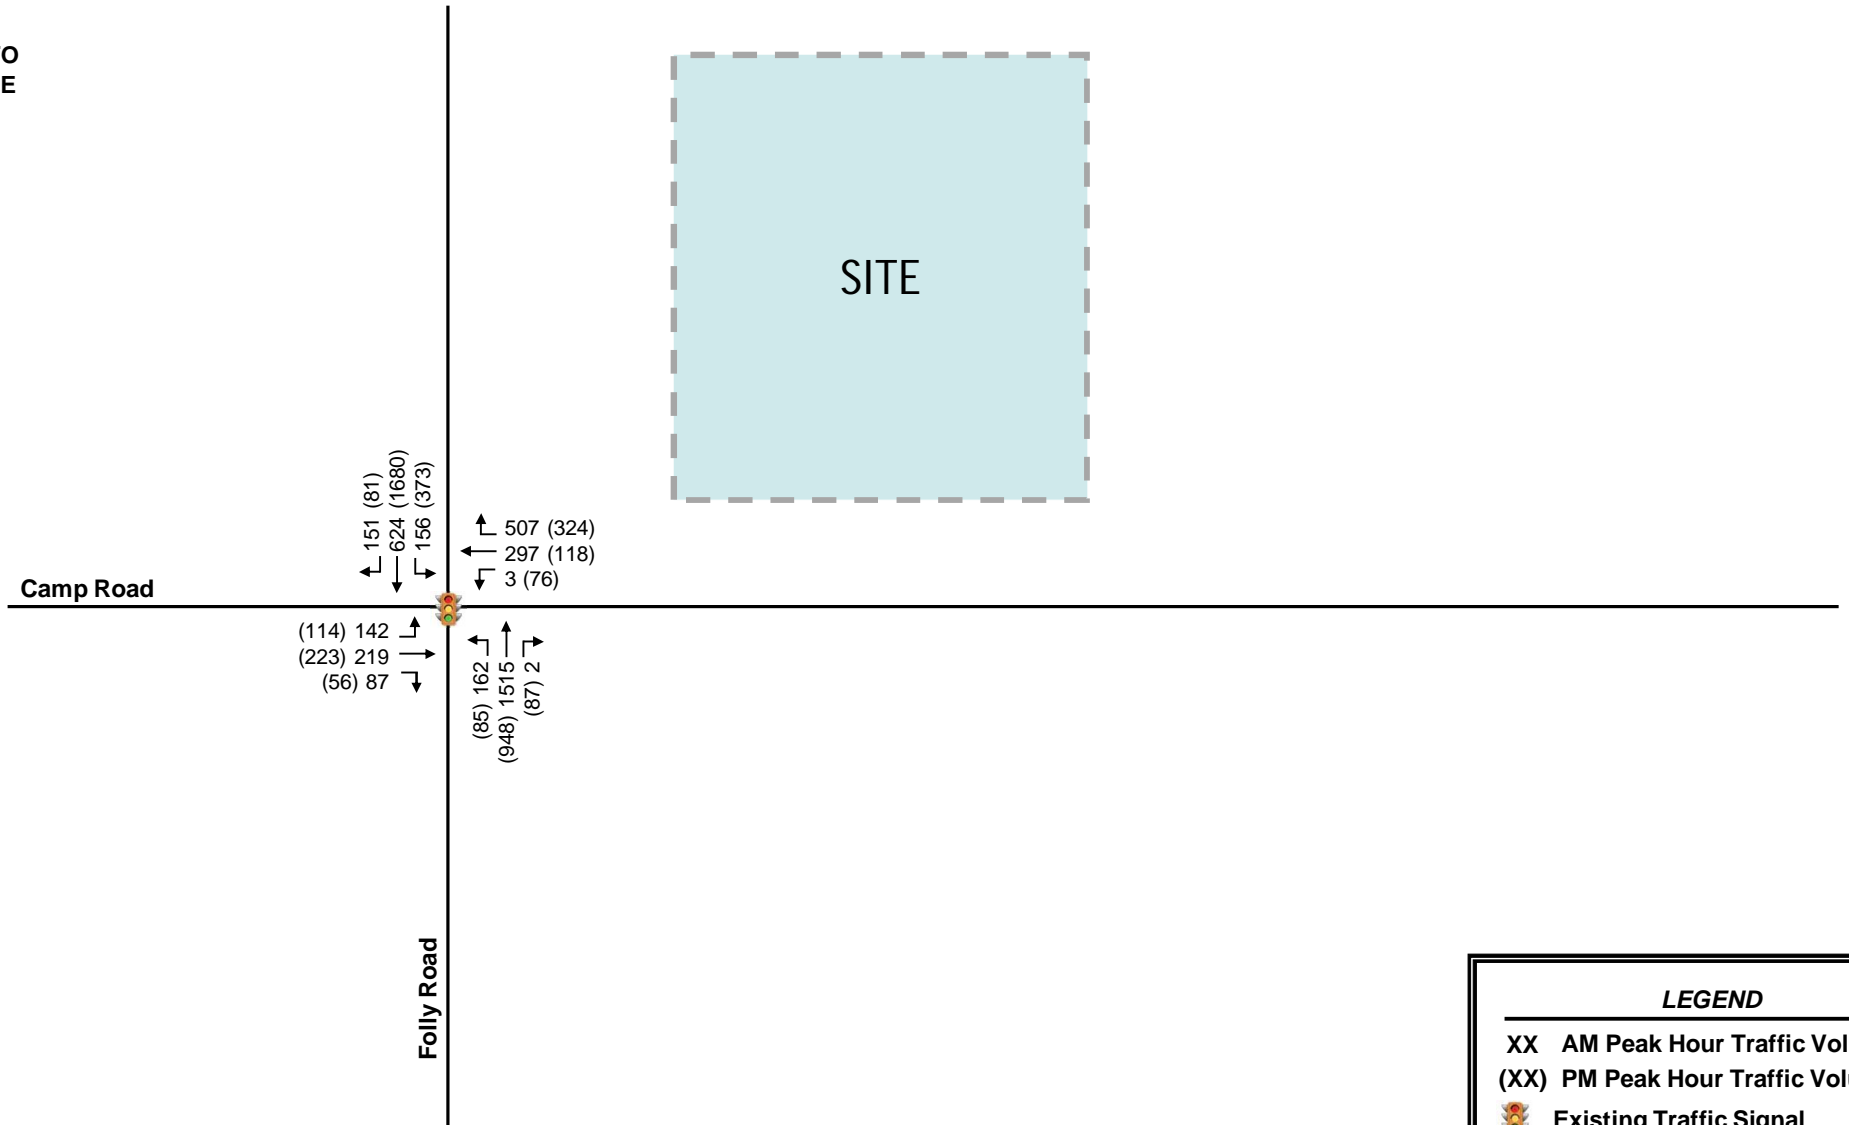 SITE
151 (81)
624 (1680)
156 (373)
507 (324)
297 (118)
3 (76)
Camp Road
(114) 142
(223) 219
(56) 87
(85) 162
(948) 1515
(87) 2
Folly Road
LEGEND
XX AM Peak Hour Traffic
(XX) PM Peak Hour Traffic
Existing Traffic Signal